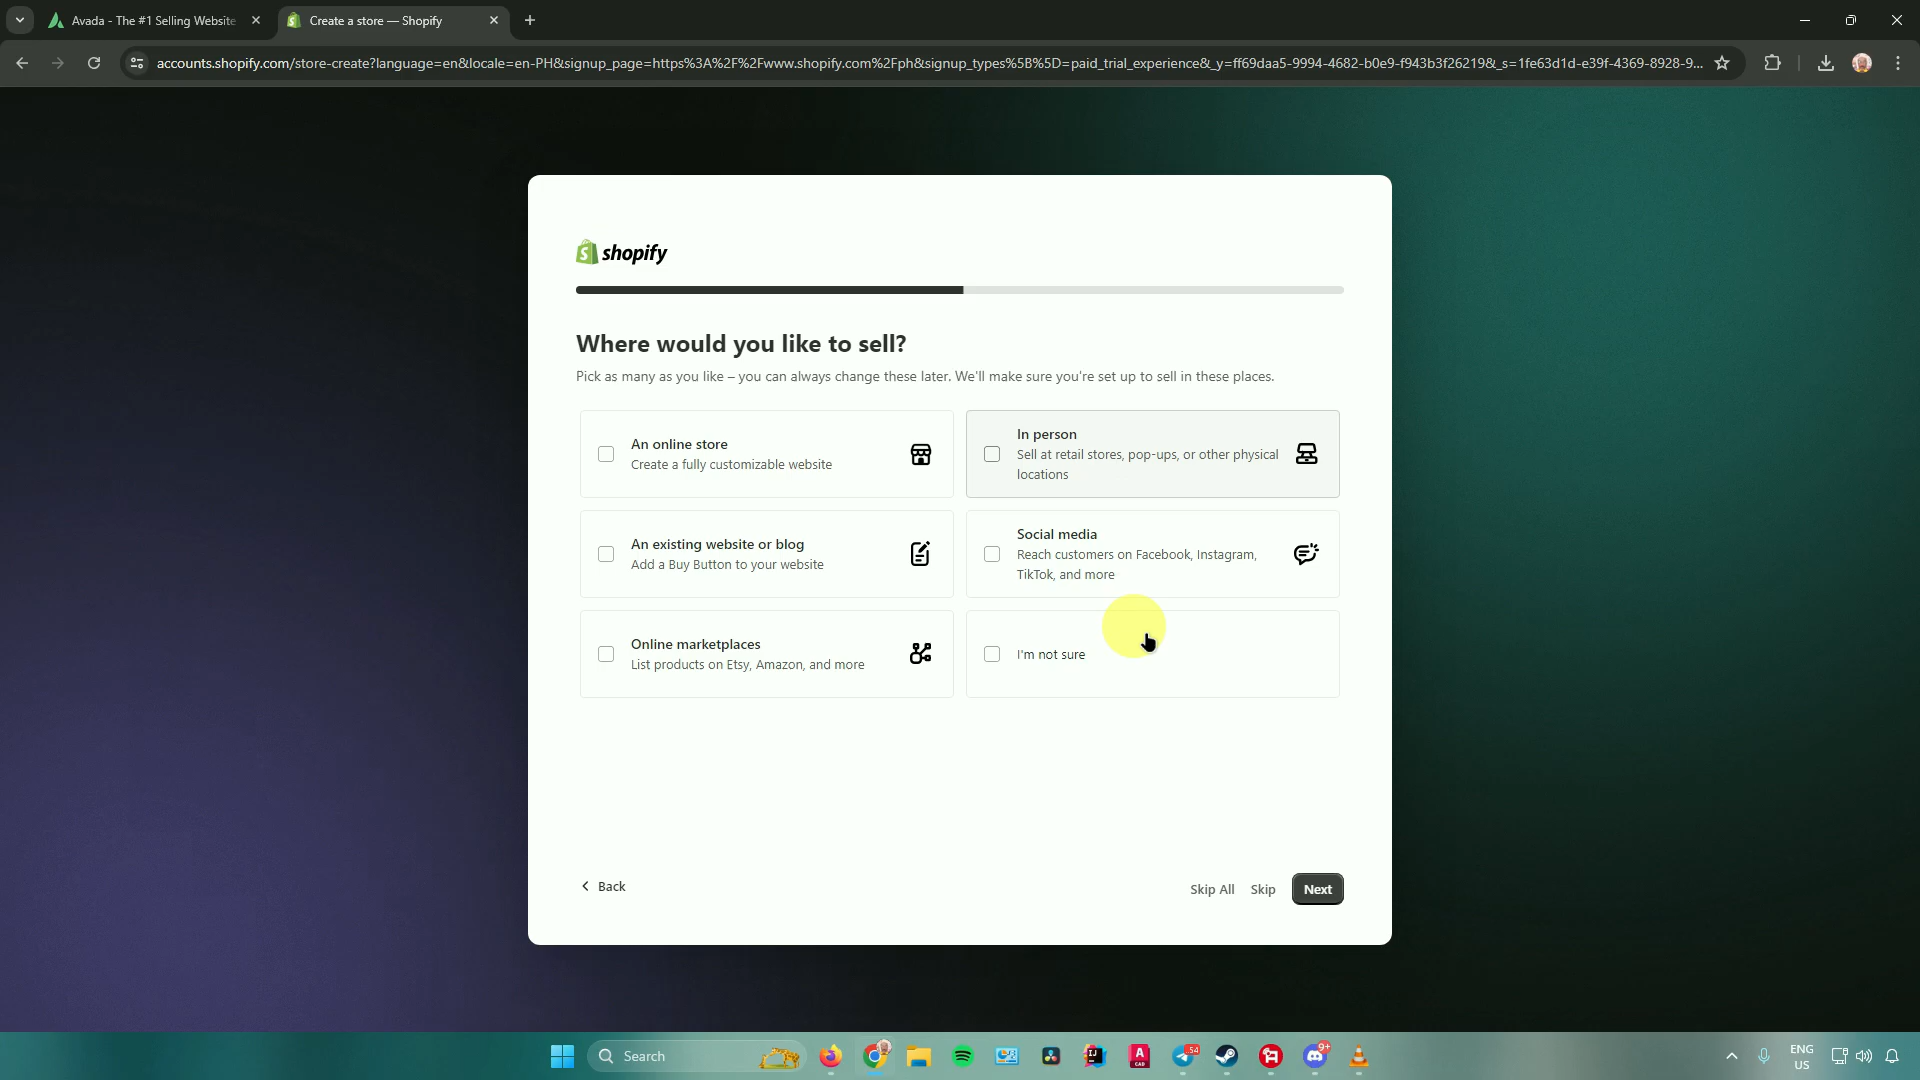 Avada - The #1 Selling Website
Create a store — Shopify
accounts.shopify.com/store-create?language=en&locale=en-PH&signup_page=https%3A%2F%2Fwww.shopify.com%2Fph&signup_types%5B%5D=paid_trial_experience&_y=ff69daa5-9994-4682-b0e9-f943b3f26219&_s=1fe63d1d-e39f-4369-8928-9...
shopify
Where would you like to sell?
Pick as many as you like – you can always change these later. We'll make sure you're set up to sell in these places.
An online store
Create a fully customizable website
In person
Sell at retail stores, pop-ups, or other physical
locations
An existing website or blog
Add a Buy Button to your website
Social media
Reach customers on Facebook, Instagram,
TikTok, and more
Online marketplaces
List products on Etsy, Amazon, and more
I'm not sure
Back
Skip All
Skip
Next
Search
IJ
A
CAD
54
9+
ENG
US